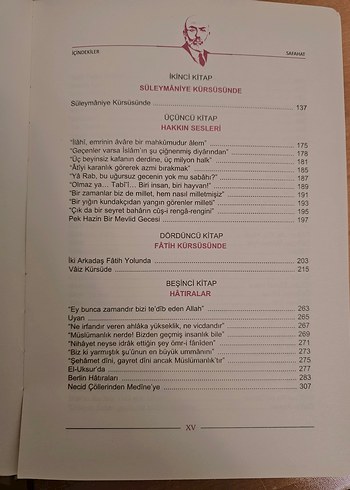 İÇİNDEKİLER
SAFAHAT
İKİNCİ KİTAP
SÜLEYMÂNİYE KÜRSÜSÜNDE
Süleymâniye Kürsüsünde 137
ÜÇÜNCÜ KİTAP
HAKKIN SESLERİ
"İlâhî, emrinin âvâre bir mahkûmudur âlem" 175
"Geçenler varsa İslâm'ın şu çiğnenmiş diyârından" 178
"Üç beyinsiz kafanın derdine, üç milyon halk" 181
"Âtîyi karanlık görerek azmi bırakmak" 185
"Yâ Rab, bu uğursuz gecenin yok mu sabâhı?" 187
"Olmaz ya... Tabî'î... Biri insan, biri hayvan!" 189
"Bir zamanlar biz de millet, hem nasıl milletmişiz" 191
"Bir yığın kundakçıdan yangın görenler milleti" 193
"Çık da bir seyret bahârın cûş-i rengâ-rengini" 195
Pek Hazin Bir Mevlid Gecesi 197
DÖRDÜNCÜ KİTAP
FÂTİH KÜRSÜSÜNDE
İki Arkadaş Fâtih Yolunda 203
Vâiz Kürsüde 215
BEŞİNCİ KİTAP
HÂTIRALAR
"Ey bunca zamandır bizi te'dîb eden Allah" 263
Uyan 265
"Ne irfandır veren ahlâka yükseklik, ne vicdandır" 267
"Müslümanlık nerde! Bizden geçmiş insanlık bile" 269
"Nihâyet neyse idrâk ettiğin şey ömr-i fânîden" 271
"Biz ki yarmıştık şu'ûnun en büyük ummânını" 273
"Şehâmet dîni, gayret dîni ancak Müslümanlık'tır" 275
El-Uksur'da 277
Berlin Hâtıraları 283
Necid Çöllerinden Medîne'ye 307
XV